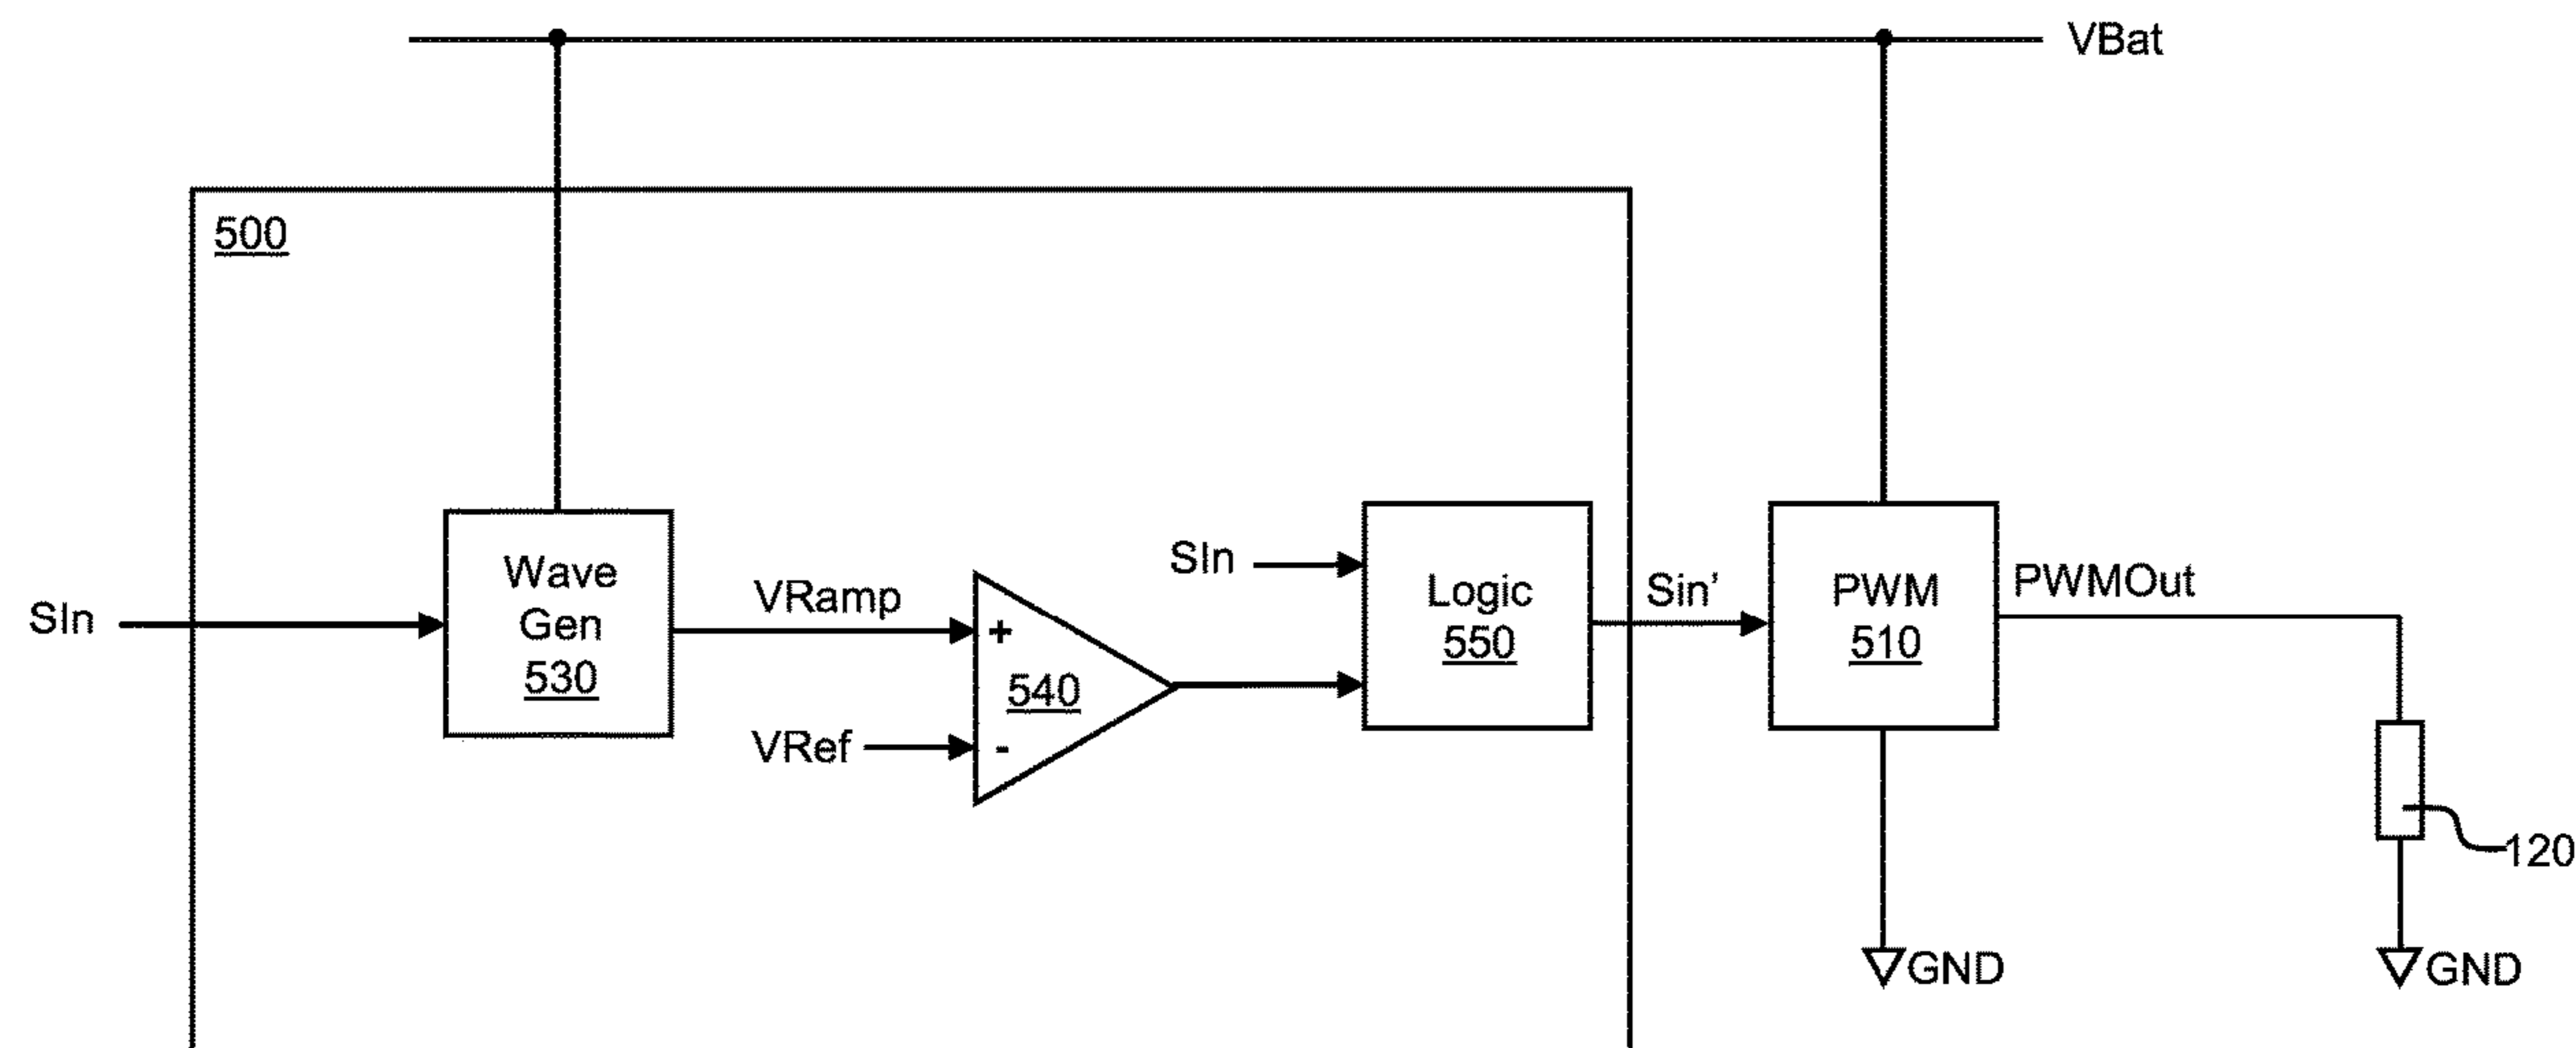 VBat
500
SIn
Wave
Gen
530
VRamp
VRef
+
-
540
SIn
Logic
550
Sin’
PWM
510
PWMOut
120
GND
GND